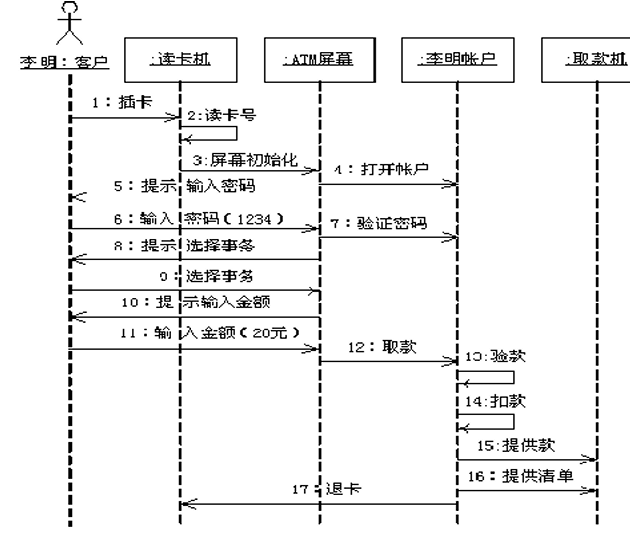 李明：客户
:读卡机
:ATM屏幕
:李明帐户
:取款机
1：插卡
2:读卡号
3:屏幕初始化
4：打开帐户
5：提示 输入密码
6：输入 密码（1234）
7：验证密码
8：提示 选择事务
9：选择事务
10：提 示输入金额
11：输 入金额（20元）
12：取款
13:验款
14:扣款
15:提供款
16：提供清单
17：退卡